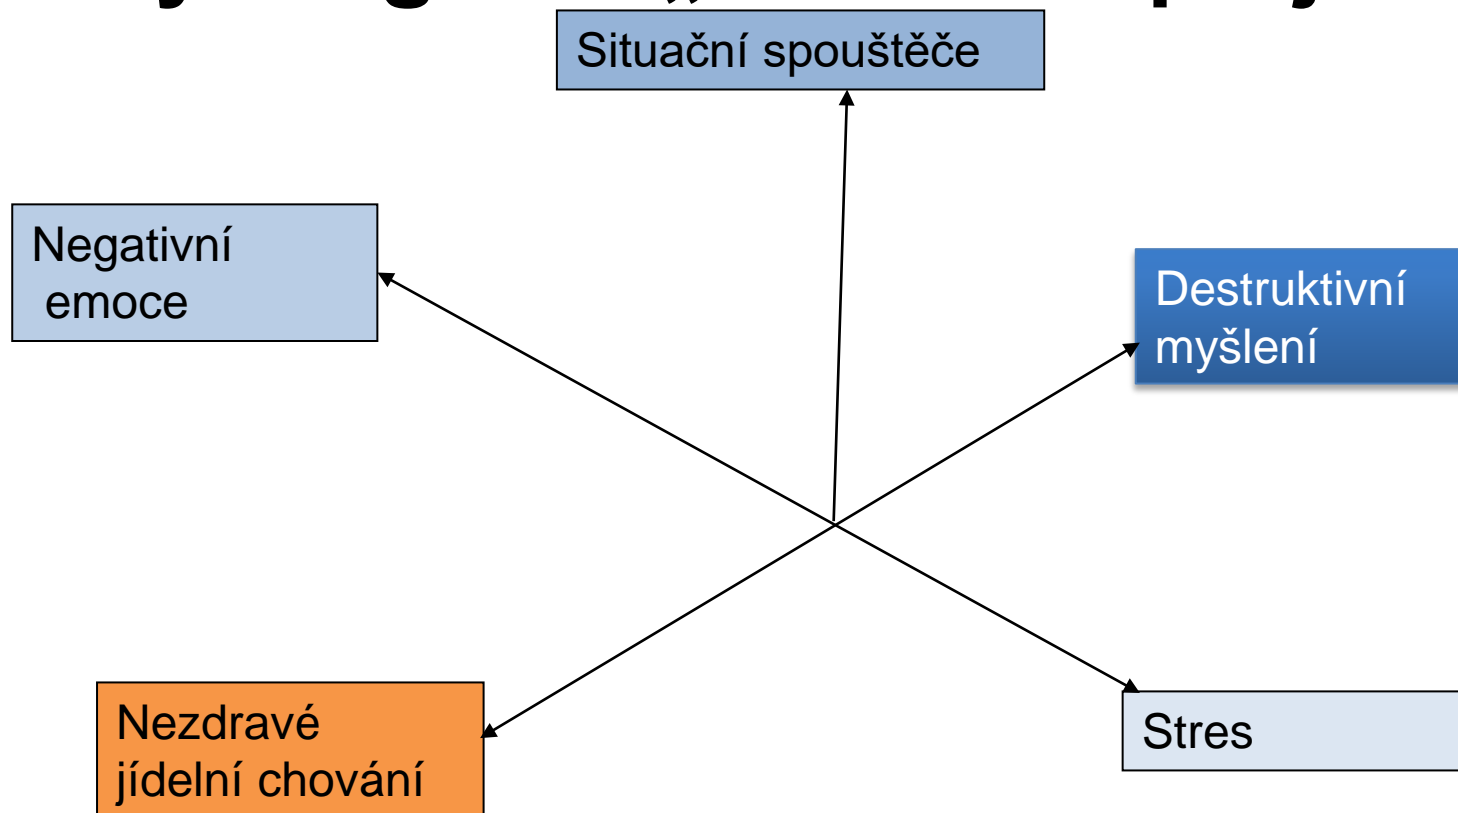 Situační spouštěče
Negativní
emoce
Destruktivní
myšlení
Nezdravé
jídelní chování
Stres